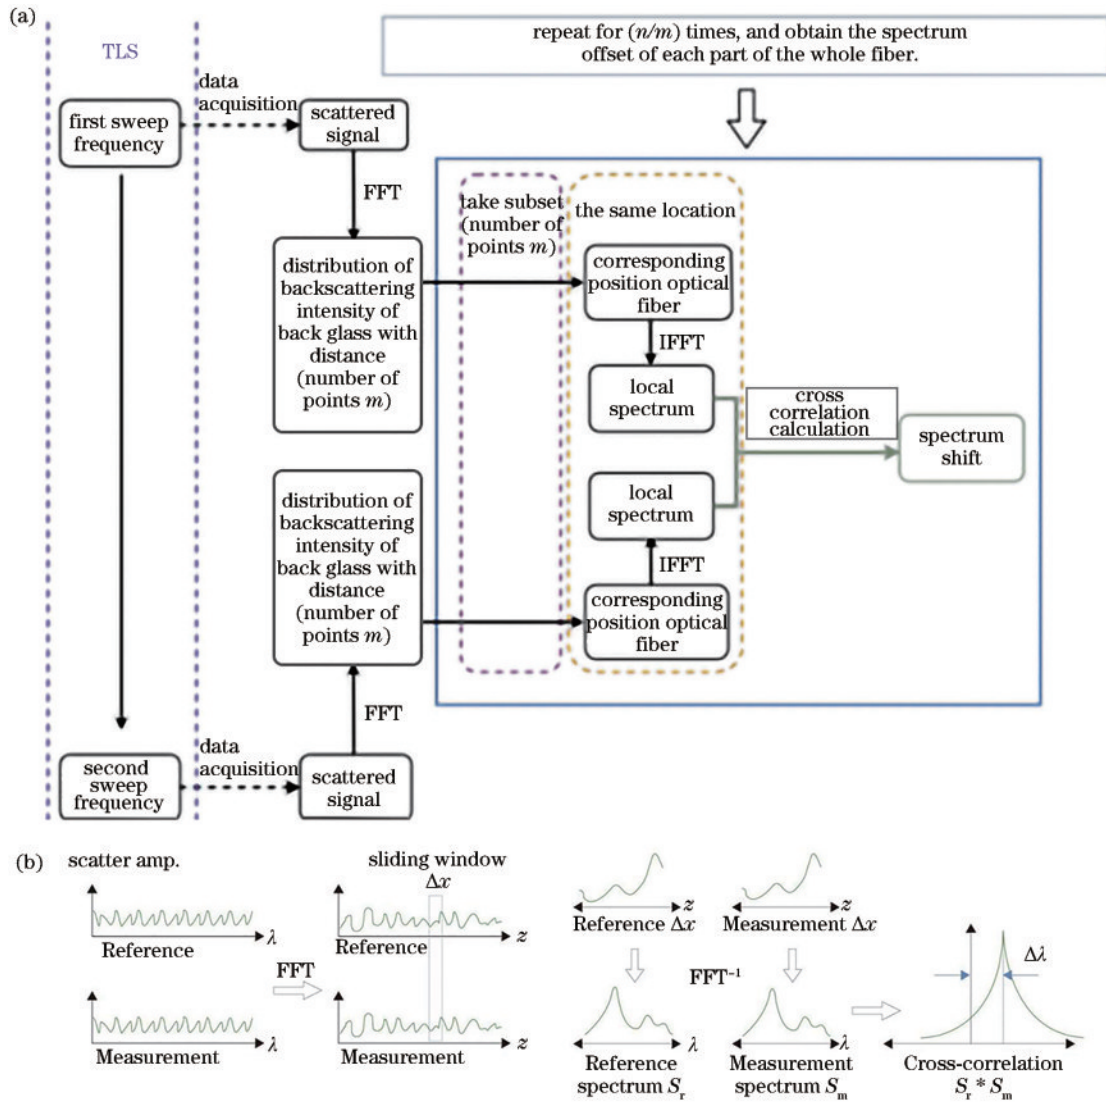 (a)
TLS
repeat for (n/m) times, and obtain the spectrum
offset of each part of the whole fiber.
first sweep
frequency
data
acquisition
scattered
signal
FFT
distribution of
backscattering
intensity of
back glass with
distance
(number of
points m)
take subset
(number of
points m)
the same location
corresponding
position optical
fiber
IFFT
local
spectrum
cross
correlation
calculation
spectrum
shift
distribution of
backscattering
intensity of
back glass with
distance
(number of
points m)
local
spectrum
IFFT
corresponding
position optical
fiber
FFT
second
sweep
frequency
data
acquisition
scattered
signal
(b)
scatter amp.
λ
Reference
λ
Measurement
FFT
sliding window
Δx
z
Reference
z
Measurement
z
Reference Δx
z
Measurement Δx
FFT⁻¹
λ
Reference
spectrum Sᵣ
λ
Measurement
spectrum Sₘ
Δλ
Cross-correlation
Sᵣ * Sₘ